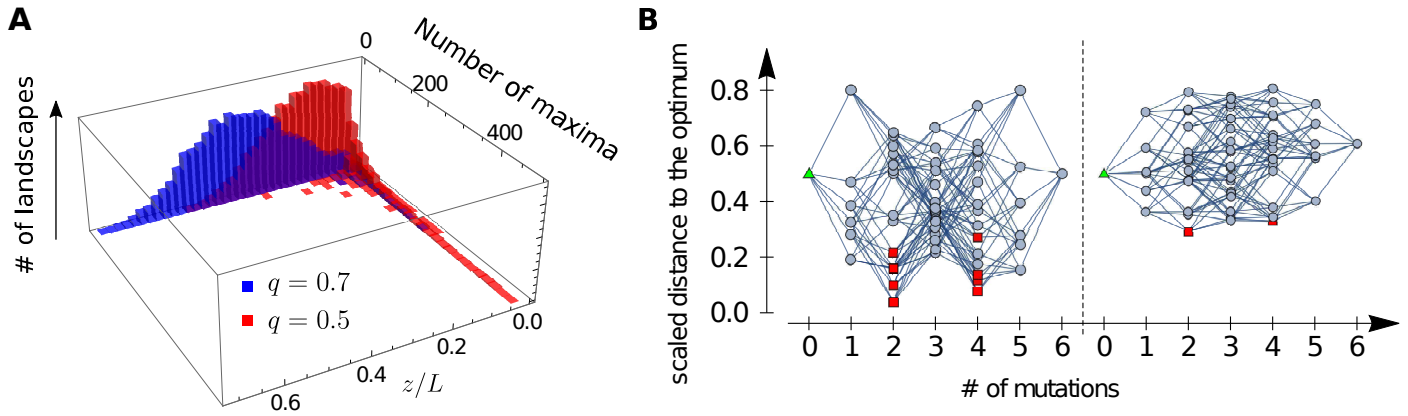 A
B
# of landscapes
Number of maxima
0
200
400
q = 0.7
q = 0.5
0.0
0.2
0.4
0.6
z/L
scaled distance to the optimum
0.8
0.6
0.4
0.2
0.0
0 1 2 3 4 5 6 0 1 2 3 4 5 6
# of mutations